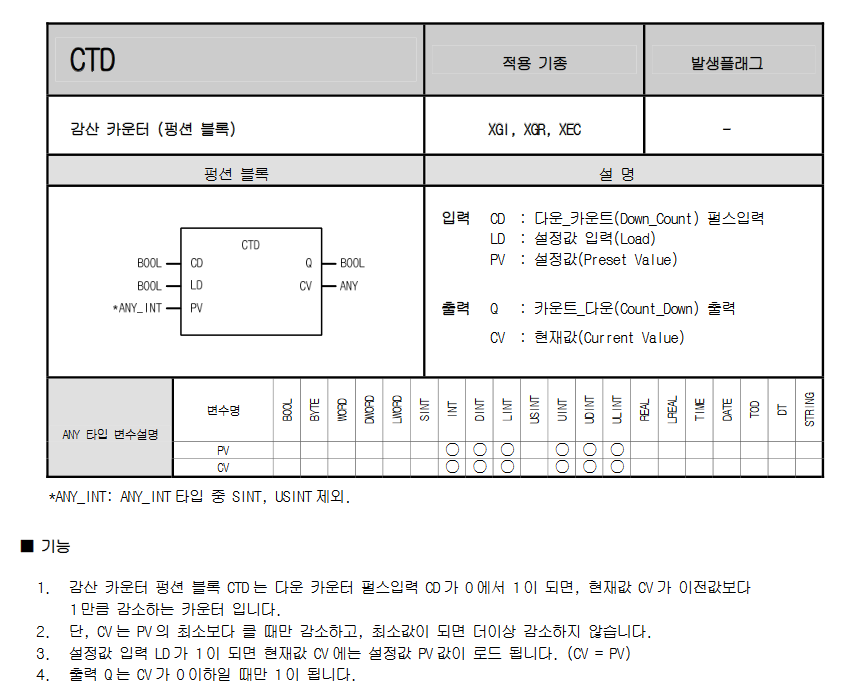 CTD 적용 기종 발생플래그
감산 카운터 (펑션 블록) XGI, XGR, XEC -
펑션 블록 설 명
입력 CD : 다운_카운트(Down_Count) 펄스입력
LD : 설정값 입력(Load)
PV : 설정값(Preset Value)
출력 Q : 카운트_다운(Count_Down) 출력
CV : 현재값(Current Value)
CTD
BOOL CD Q BOOL
BOOL LD CV ANY
*ANY_INT PV
ANY 타입 변수설명
변수명 BOOL BYTE WORD DWORD LWORD SINT INT DINT LINT USINT UINT UDINT ULINT REAL LREAL TIME DATE TOD DT STRING
PV ○ ○ ○ ○ ○ ○
CV ○ ○ ○ ○ ○ ○
*ANY_INT: ANY_INT 타입 중 SINT, USINT 제외.
■ 기능
1. 감산 카운터 펑션 블록 CTD는 다운 카운터 펄스입력 CD가 0에서 1이 되면, 현재값 CV가 이전값보다
1만큼 감소하는 카운터 입니다.
2. 단, CV는 PV의 최소보다 클 때만 감소하고, 최소값이 되면 더이상 감소하지 않습니다.
3. 설정값 입력 LD가 1이 되면 현재값 CV에는 설정값 PV값이 로드 됩니다. (CV = PV)
4. 출력 Q는 CV가 0이하일 때만 1이 됩니다.